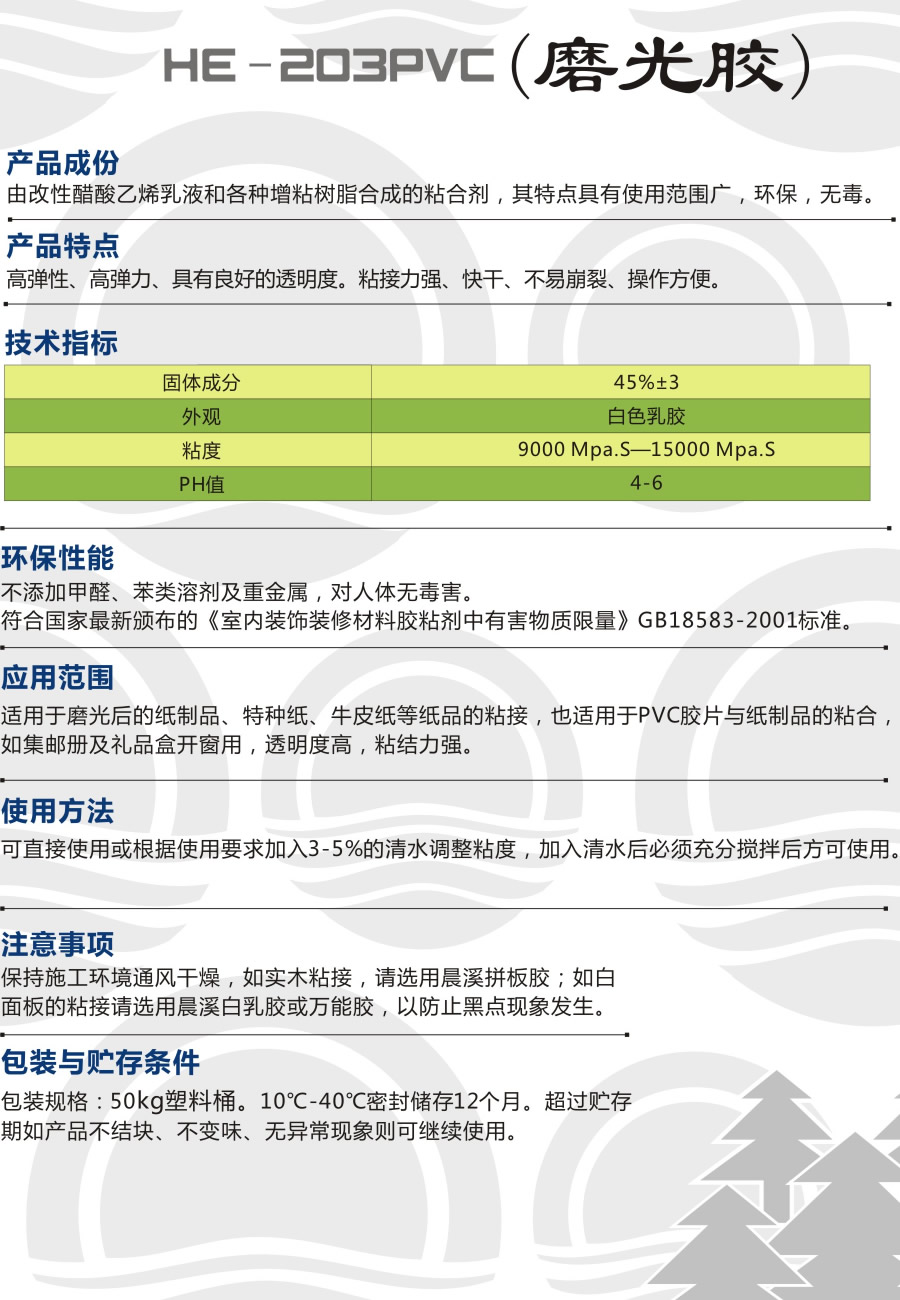 HE-203PVC（磨光胶）
产品成份
由改性醋酸乙烯乳液和各种增粘树脂合成的粘合剂，其特点具有使用范围广，环保，无毒。
产品特点
高弹性、高弹力、具有良好的透明度。粘接力强、快干、不易崩裂、操作方便。
技术指标
固体成分 45%±3
外观 白色乳胶
粘度 9000 Mpa.S—15000 Mpa.S
PH值 4-6
环保性能
不添加甲醛、苯类溶剂及重金属，对人体无毒害。
符合国家最新颁布的《室内装饰装修材料胶粘剂中有害物质限量》GB18583-2001标准。
应用范围
适用于磨光后的纸制品、特种纸、牛皮纸等纸品的粘接，也适用于PVC胶片与纸制品的粘合，
如集邮册及礼品盒开窗用，透明度高，粘结力强。
使用方法
可直接使用或根据使用要求加入3-5%的清水调整粘度，加入清水后必须充分搅拌后方可使用。
注意事项
保持施工环境通风干燥，如实木粘接，请选用晨溪拼板胶；如白
面板的粘接请选用晨溪白乳胶或万能胶，以防止黑点现象发生。
包装与贮存条件
包装规格：50kg塑料桶。10℃-40℃密封储存12个月。超过贮存
期如产品不结块、不变味、无异常现象则可继续使用。